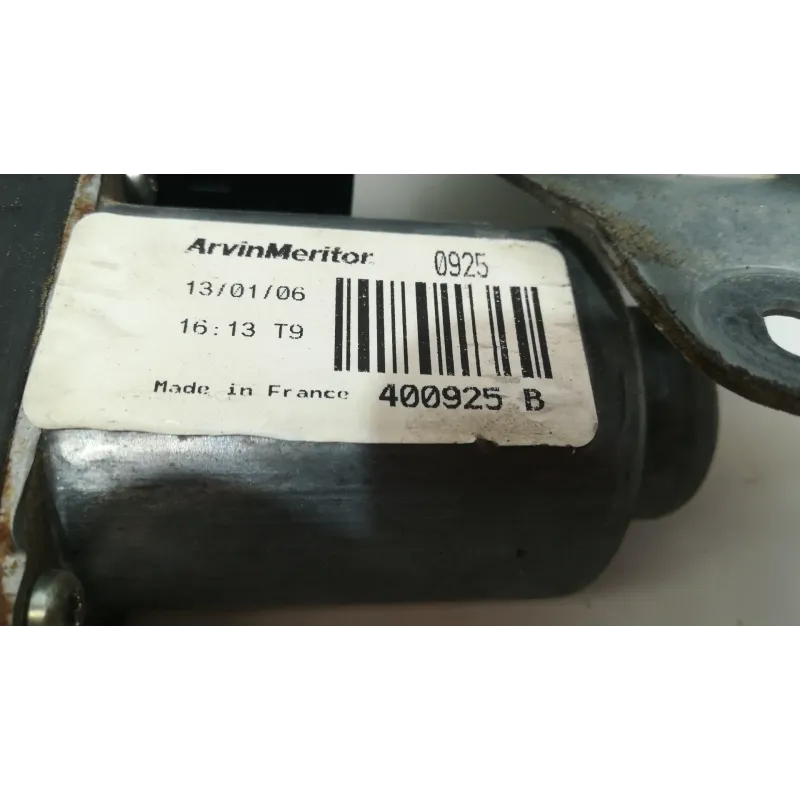 ArvinMeritor 0925
13/01/06
16:13 T9
Made in France 400925 B